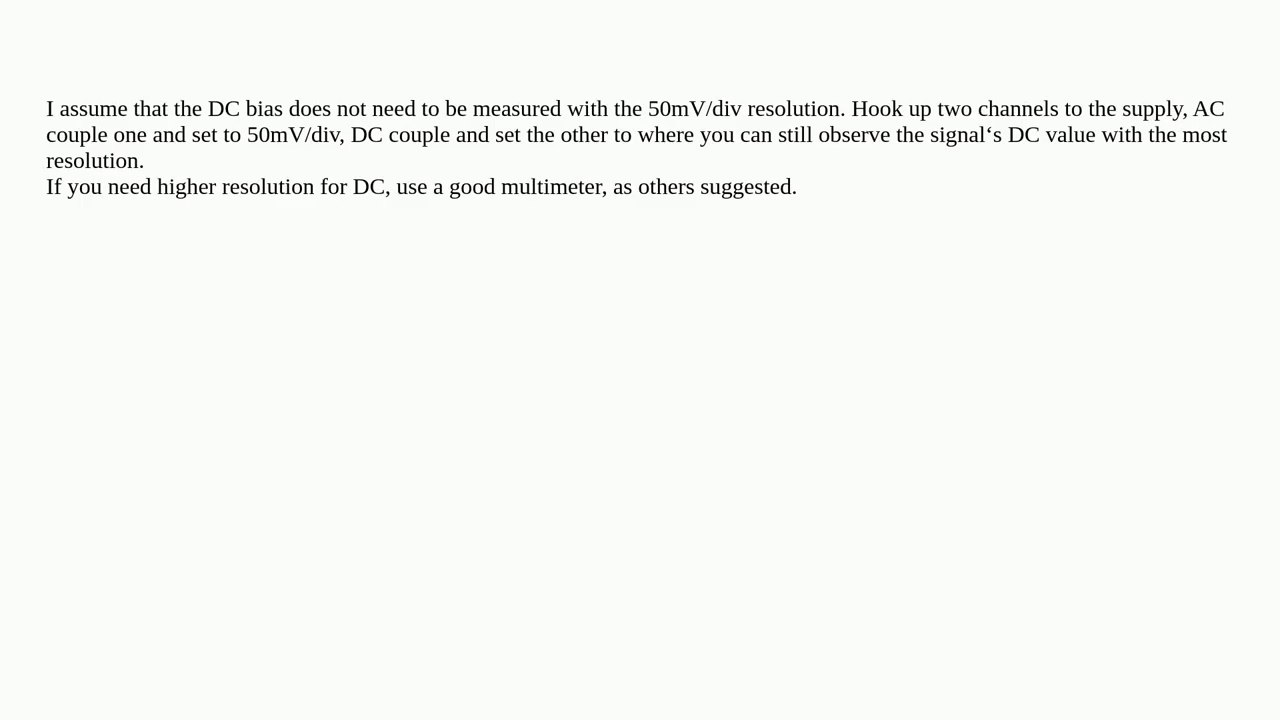 I assume that the DC bias does not need to be measured with the 50mV/div resolution. Hook up two channels to the supply, AC
couple one and set to 50mV/div, DC couple and set the other to where you can still observe the signal‘s DC value with the most
resolution.
If you need higher resolution for DC, use a good multimeter, as others suggested.